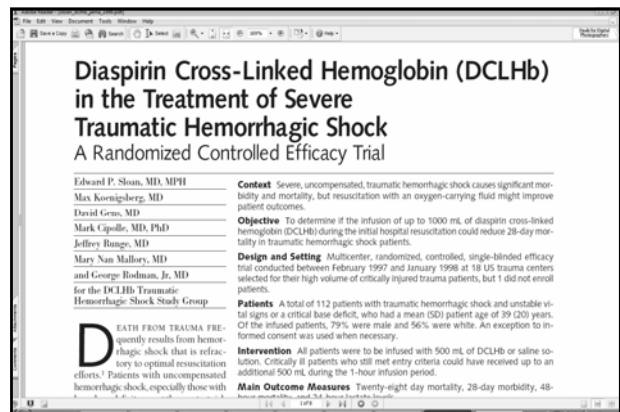 File Edit View Document Tools Window Help
Save a Copy Search Select Help
Pages
Diaspirin Cross-Linked Hemoglobin (DCLHb)
in the Treatment of Severe
Traumatic Hemorrhagic Shock
A Randomized Controlled Efficacy Trial
Edward P. Sloan, MD, MPH
Max Koenigsberg, MD
David Gens, MD
Mark Cipolle, MD, PhD
Jeffrey Runge, MD
Mary Nan Mallory, MD
and George Rodman, Jr, MD
for the DCLHb Traumatic
Hemorrhagic Shock Study Group
DEATH FROM TRAUMA FRE-
quently results from hemor-
rhagic shock that is refrac-
tory to optimal resuscitation
efforts.1 Patients with uncompensated
hemorrhagic shock, especially those with
Context Severe, uncompensated, traumatic hemorrhagic shock causes significant mor-
bidity and mortality, but resuscitation with an oxygen-carrying fluid might improve
patient outcomes.
Objective To determine if the infusion of up to 1000 mL of diaspirin cross-linked
hemoglobin (DCLHb) during the initial hospital resuscitation could reduce 28-day mor-
tality in traumatic hemorrhagic shock patients.
Design and Setting Multicenter, randomized, controlled, single-blinded efficacy
trial conducted between February 1997 and January 1998 at 18 US trauma centers
selected for their high volume of critically injured trauma patients, but 1 did not enroll
patients.
Patients A total of 112 patients with traumatic hemorrhagic shock and unstable vi-
tal signs or a critical base deficit, who had a mean (SD) patient age of 39 (20) years.
Of the infused patients, 79% were male and 56% were white. An exception to in-
formed consent was used when necessary.
Intervention All patients were to be infused with 500 mL of DCLHb or saline so-
lution. Critically ill patients who still met entry criteria could have received up to an
additional 500 mL during the 1-hour infusion period.
Main Outcome Measures Twenty-eight day mortality, 28-day morbidity, 48-